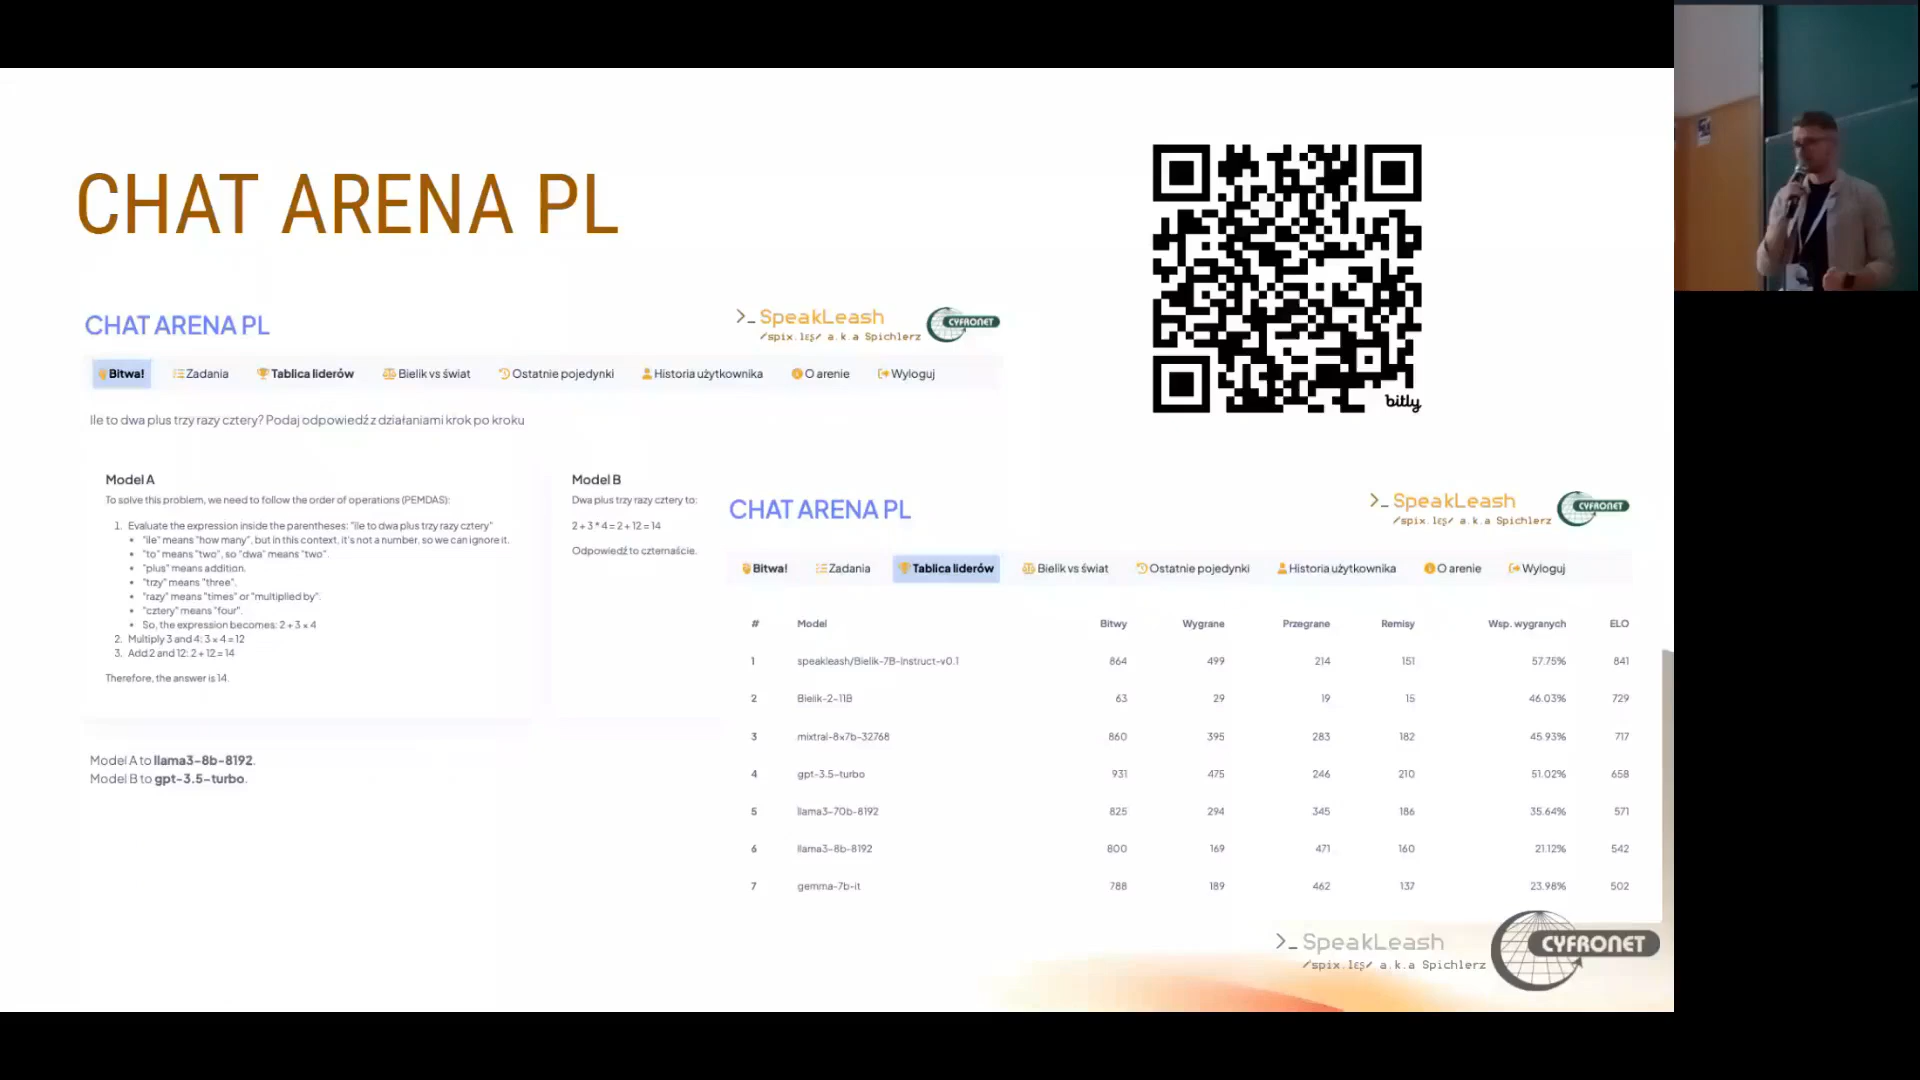 CHAT ARENA PL
bitly
CHAT ARENA PL
>_ SpeakLeash
/spix.lɛʂ/ a.k.a Spichlerz
CYFRONET
Bitwa! Zadania Tablica liderów Bielik vs świat Ostatnie pojedynki Historia użytkownika O arenie Wyloguj
Ile to dwa plus trzy razy cztery? Podaj odpowiedź z działaniami krok po kroku
Model A
To solve this problem, we need to follow the order of operations (PEMDAS):
1. Evaluate the expression inside the parentheses: "ile to dwa plus trzy razy cztery"
• "ile" means "how many", but in this context, it's not a number, so we can ignore it.
• "to" means "two", so "dwa" means "two".
• "plus" means addition.
• "trzy" means "three".
• "razy" means "times" or "multiplied by".
• "cztery" means "four".
• So, the expression becomes: 2 + 3 × 4
2. Multiply 3 and 4: 3 × 4 = 12
3. Add 2 and 12: 2 + 12 = 14
Therefore, the answer is 14.
Model B
Dwa plus trzy razy cztery to:
2 + 3 * 4 = 2 + 12 = 14
Odpowiedź to czternaście.
Model A to llama3-8b-8192.
Model B to gpt-3.5-turbo.
CHAT ARENA PL
>_ SpeakLeash
/spix.lɛʂ/ a.k.a Spichlerz
CYFRONET
Bitwa! Zadania Tablica liderów Bielik vs świat Ostatnie pojedynki Historia użytkownika O arenie Wyloguj
# Model Bitwy Wygrane Przegrane Remisy Wsp. wygranych ELO
1 speakleash/Bielik-7B-Instruct-v0.1 864 499 214 151 57.75% 841
2 Bielik-2-11B 63 29 19 15 46.03% 729
3 mixtral-8x7b-32768 860 395 283 182 45.93% 717
4 gpt-3.5-turbo 931 475 246 210 51.02% 658
5 llama3-70b-8192 825 294 345 186 35.64% 571
6 llama3-8b-8192 800 169 471 160 21.12% 542
7 gemma-7b-it 788 189 462 137 23.98% 502
>_ SpeakLeash
/spix.lɛʂ/ a.k.a Spichlerz
CYFRONET